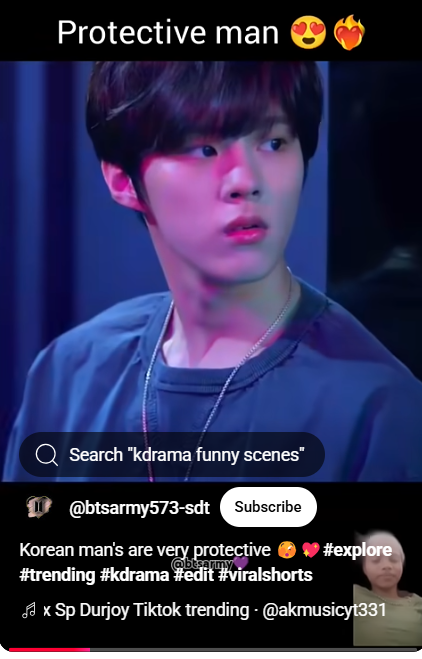 Protective man 😍❤️‍🔥
Search "kdrama funny scenes"
@btsarmy573-sdt
Subscribe
Korean man's are very protective 🥵💖 #explore
#trending #kdrama #edit #viralshorts
@btsarmy💜
x Sp Durjoy Tiktok trending · @akmusicyt331